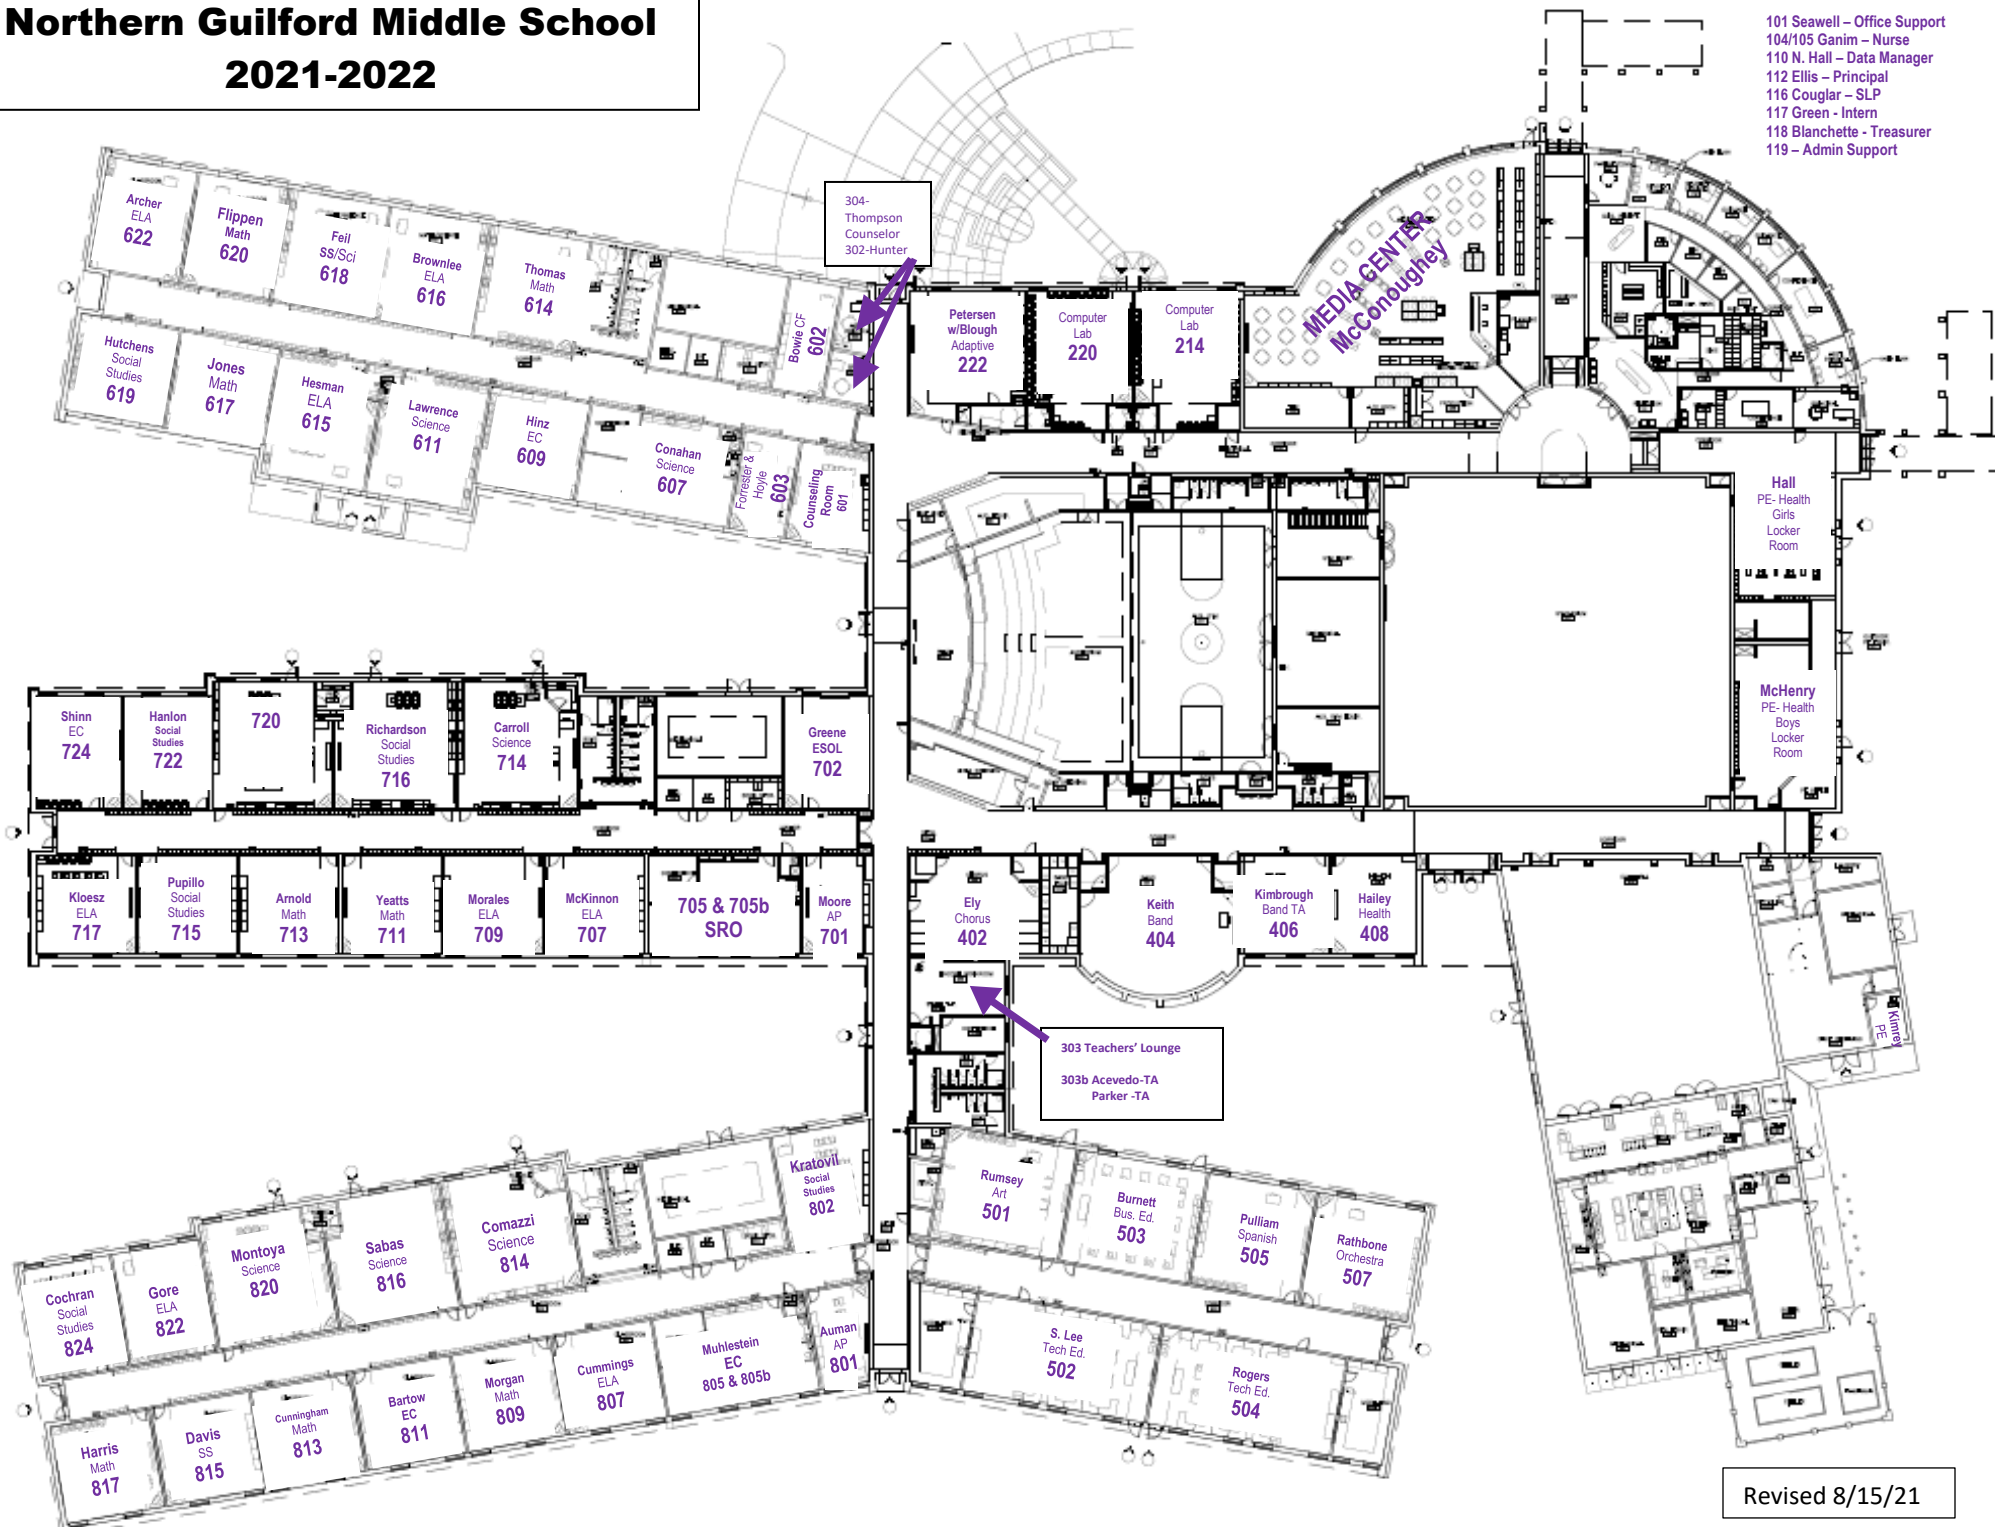 Northern Guilford Middle School
2021-2022
101 Seawell – Office Support
104/105 Ganim – Nurse
110 N. Hall – Data Manager
112 Ellis – Principal
116 Couglar – SLP
117 Green - Intern
118 Blanchette - Treasurer
119 – Admin Support
304-
Thompson
Counselor
302-Hunter
Archer
ELA
622
Flippen
Math
620
Feil
ss/Sci
618
Brownlee
ELA
616
Thomas
Math
614
Bowie CF
602
Petersen
w/Blough
Adaptive
222
Computer
Lab
220
Computer
Lab
214
MEDIA CENTER
McConoughey
Hutchens
Social
Studies
619
Jones
Math
617
Hesman
ELA
615
Lawrence
Science
611
Hinz
EC
609
Conahan
Science
607
Forrester &
Hoyle
603
Counseling
Room
601
Hall
PE- Health
Girls
Locker
Room
Shinn
EC
724
Hanlon
Social
Studies
722
720
Richardson
Social
Studies
716
Carroll
Science
714
Greene
ESOL
702
McHenry
PE- Health
Boys
Locker
Room
Kloesz
ELA
717
Pupillo
Social
Studies
715
Arnold
Math
713
Yeatts
Math
711
Morales
ELA
709
McKinnon
ELA
707
705 & 705b
SRO
Moore
AP
701
Ely
Chorus
402
Keith
Band
404
Kimbrough
Band TA
406
Hailey
Health
408
Kimrey
PE
303 Teachers' Lounge
303b Acevedo-TA
Parker -TA
Kratovil
Social
Studies
802
Rumsey
Art
501
Burnett
Bus. Ed.
503
Pulliam
Spanish
505
Rathbone
Orchestra
507
Cochran
Social
Studies
824
Gore
ELA
822
Montoya
Science
820
Sabas
Science
816
Comazzi
Science
814
Harris
Math
817
Davis
SS
815
Cunningham
Math
813
Bartow
EC
811
Morgan
Math
809
Cummings
ELA
807
Muhlestein
EC
805 & 805b
Auman
AP
801
S. Lee
Tech Ed.
502
Rogers
Tech Ed.
504
Revised 8/15/21